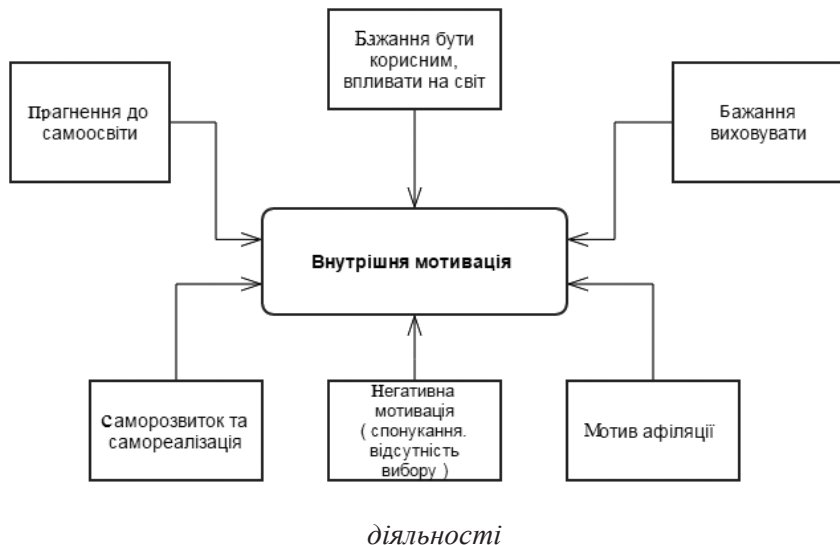 Бажання бути
корисним,
впливати на світ
Прагнення до
самоосвіти
Бажання
виховувати
Внутрішня мотивація
Саморозвиток та
самореалізація
Негативна
мотивація
( спонукання.
відсутність
вибору )
Мотив афіляції
діяльності